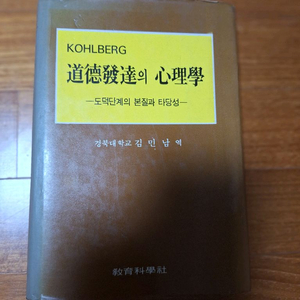 KOHLBERG
道德發達의 心理學
—도덕단계의 본질과 타당성—
경북대학교 김 민 남 역
敎育科學社